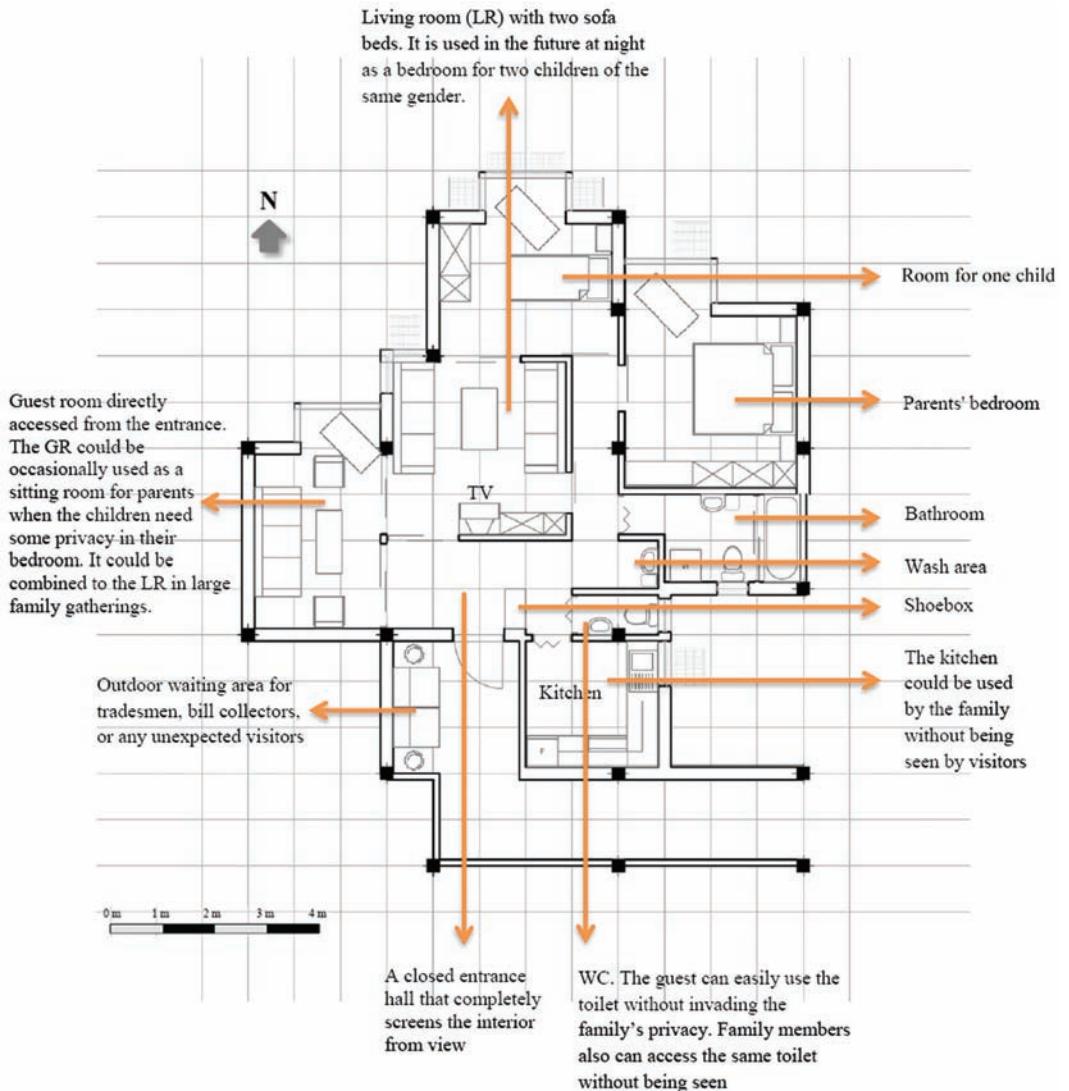 Living room (LR) with two sofa
beds. It is used in the future at night
as a bedroom for two children of the
same gender.
N
Room for one child
Guest room directly
accessed from the entrance.
The GR could be
occasionally used as a
sitting room for parents
when the children need
some privacy in their
bedroom. It could be
combined to the LR in large
family gatherings.
Parents' bedroom
TV
Bathroom
Wash area
Shoebox
Outdoor waiting area for
tradesmen, bill collectors,
or any unexpected visitors
Kitchen
The kitchen
could be used
by the family
without being
seen by visitors
F
0 m 1 m 2 m 3 m 4 m
A closed entrance
hall that completely
screens the interior
from view
WC. The guest can easily use the
toilet without invading the
family's privacy. Family members
also can access the same toilet
without being seen